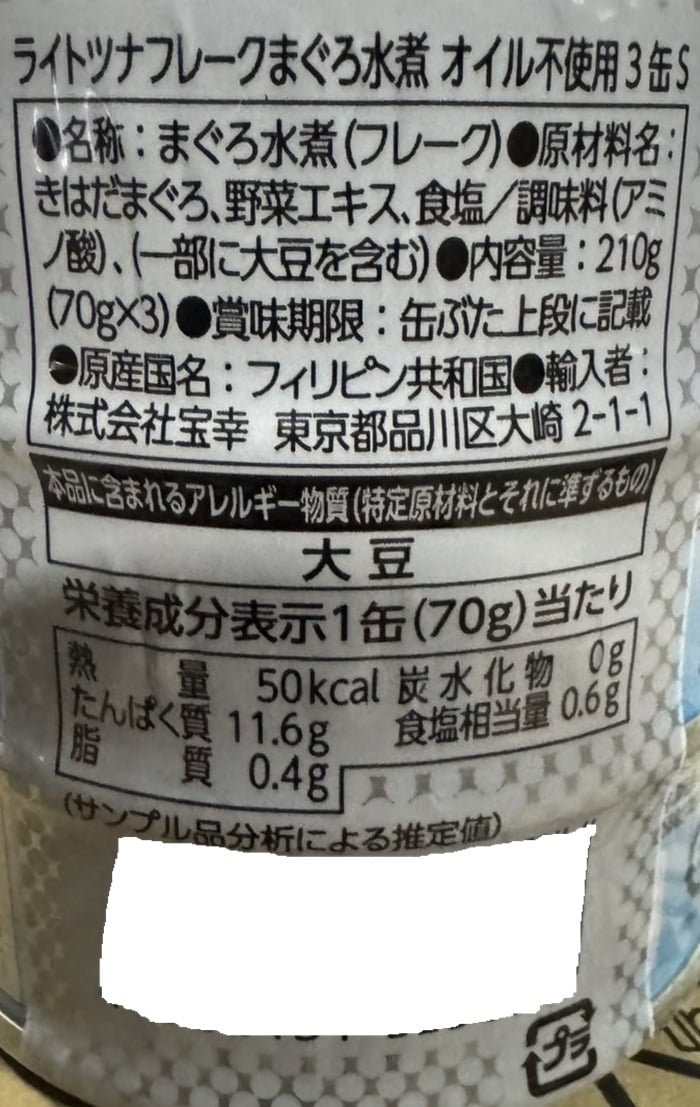 ライトツナフレークまぐろ水煮 オイル不使用3缶S
●名称：まぐろ水煮(フレーク)●原材料名：
きはだまぐろ、野菜エキス、食塩／調味料(アミ
ノ酸)、(一部に大豆を含む)●内容量：210g
(70g×3)●賞味期限：缶ぶた上段に記載
●原産国名：フィリピン共和国●輸入者：
株式会社宝幸 東京都品川区大崎2-1-1
本品に含まれるアレルギー物質(特定原材料とそれに準ずるもの)
大豆
栄養成分表示1缶(70g)当たり
熱量 50kcal 炭水化物 0g
たんぱく質 11.6g 食塩相当量 0.6g
脂質 0.4g
(サンプル品分析による推定値)
プラ